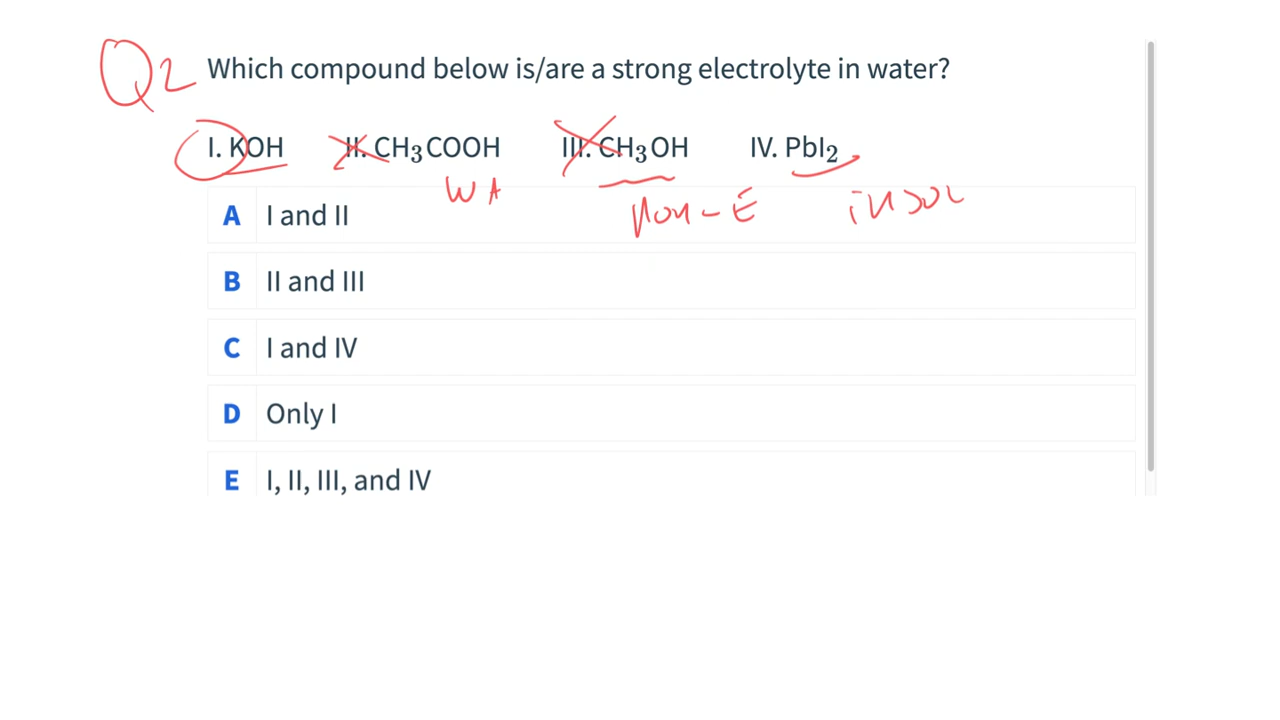 Q2 Which compound below is/are a strong electrolyte in water?
I. KOH II. CH₃COOH III. CH₃OH IV. PbI₂
WA Non-E insol
A I and II
B II and III
C I and IV
D Only I
E I, II, III, and IV